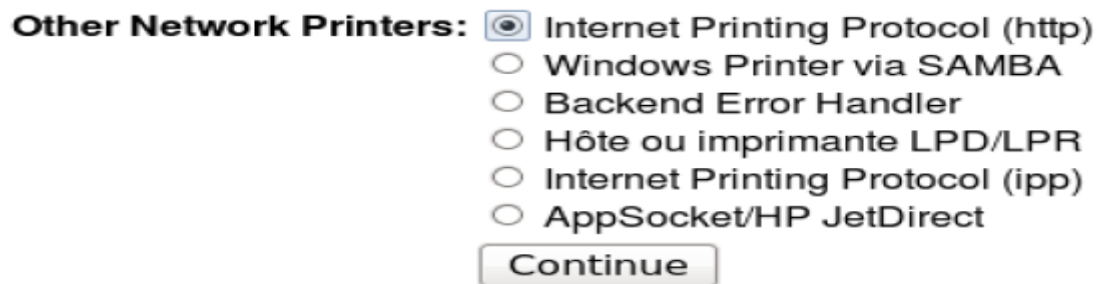 Other Network Printers: Internet Printing Protocol (http)
Windows Printer via SAMBA
Backend Error Handler
Hôte ou imprimante LPD/LPR
Internet Printing Protocol (ipp)
AppSocket/HP JetDirect
Continue